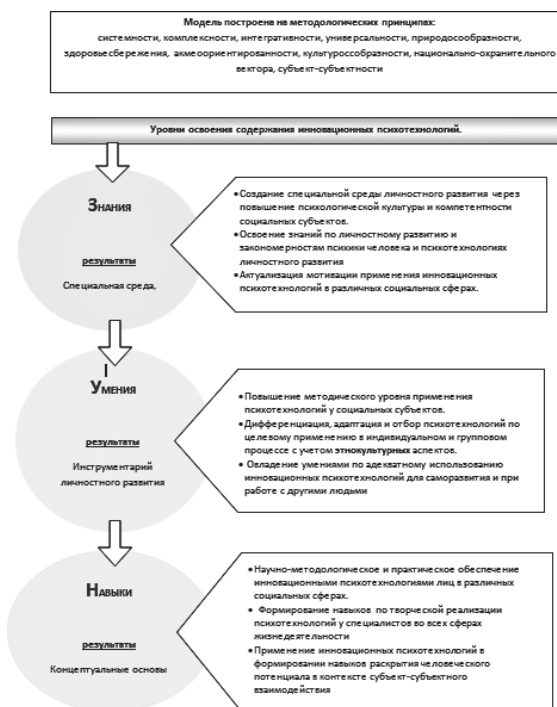 Модель построена на методологических принципах:
системности, комплексности, интегративности, универсальности, природосообразности,
здоровьесбережения, акмеоориентированности, культуроссобразности, национально-охранительного
вектора, субъект-субъектности
Уровни освоения содержания инновационных психотехнологий.
Знания
результаты
Специальная среда,
•Создание специальной среды личностного развития через
повышение психологической культуры и компетентности
социальных субъектов.
•Освоение знаний по личностному развитию и
закономерностям психики человека и психотехнологиях
личностного развития
•Актуализация мотивации применения инновационных
психотехнологий в различных социальных сферах.
Умения
результаты
Инструментарий
личностного развития
•Повышение методического уровня применения
психотехнологий у социальных субъектов.
•Дифференциация, адаптация и отбор психотехнологий по
целевому применению в индивидуальном и групповом
процессе с учетом этнокультурных аспектов.
• Овладение умениями по адекватному использованию
инновационных психотехнологий для саморазвития и при
работе с другими людьми
Навыки
результаты
Концептуальные основы
•Научно-методологическое и практическое обеспечение
инновационными психотехнологиями лиц в различных
социальных сферах.
• Формирование навыков по творческой реализации
психотехнологий у специалистов во всех сферах
жизнедеятельности
•Применение инновационных психотехнологий в
формировании навыков раскрытия человеческого
потенциала в контексте субъект-субъектного
взаимодействия